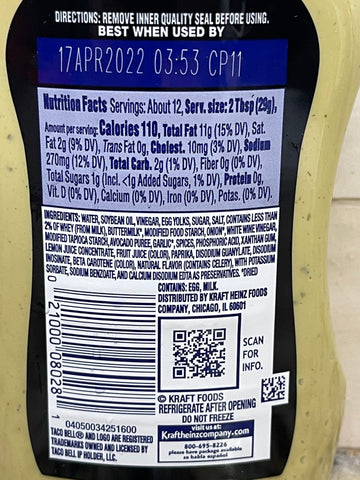 DIRECTIONS: REMOVE INNER QUALITY SEAL BEFORE USING.
BEST WHEN USED BY
17APR2022 03:53 CP11
Nutrition Facts Servings: About 12, Serv. size: 2 Tbsp (29g),
Amount per serving: Calories 110, Total Fat 11g (15% DV), Sat.
Fat 2g (9% DV), Trans Fat 0g, Cholest. 10mg (3% DV), Sodium
270mg (12% DV), Total Carb. 2g (1% DV), Fiber 0g (0% DV),
Total Sugars 1g (Incl. <1g Added Sugars, 1% DV), Protein 0g,
Vit. D (0% DV), Calcium (0% DV), Iron (0% DV), Potas. (0% DV).
INGREDIENTS: WATER, SOYBEAN OIL, VINEGAR, EGG YOLKS, SUGAR, SALT, CONTAINS LESS THAN
2% OF WHEY (FROM MILK), BUTTERMILK*, MODIFIED FOOD STARCH, ONION*, WHITE WINE VINEGAR,
MODIFIED TAPIOCA STARCH, AVOCADO PUREE, GARLIC*, SPICES, PHOSPHORIC ACID, XANTHAN GUM,
LEMON JUICE CONCENTRATE, FRUIT JUICE (COLOR), PAPRIKA, DISODIUM GUANYLATE, DISODIUM
INOSINATE, BETA CAROTENE (COLOR), NATURAL FLAVOR (CONTAINS CELERY), WITH POTASSIUM
SORBATE, SODIUM BENZOATE, AND CALCIUM DISODIUM EDTA AS PRESERVATIVES. *DRIED
CONTAINS: EGG, MILK.
DISTRIBUTED BY KRAFT HEINZ FOODS
COMPANY, CHICAGO, IL 60601
SCAN
FOR
INFO.
0 21000 08028 1
© KRAFT FOODS
REFRIGERATE AFTER OPENING
DO NOT FREEZE
visit us at:
Kraftheinzcompany.com
800-695-8226
please have package available
se habla español
04050034251600
TACO BELL® AND LOGO ARE REGISTERED
TRADEMARKS OWNED AND LICENSED BY
TACO BELL IP HOLDER, LLC.